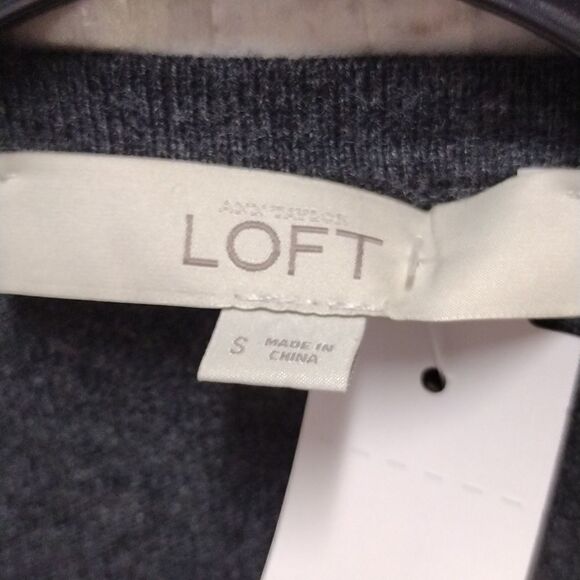 ANN TAYLOR
LOFT
S
MADE IN
CHINA